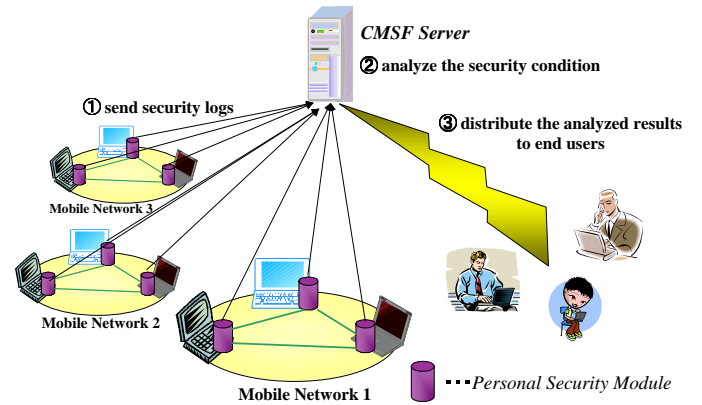 CMSF Server
② analyze the security condition
① send security logs
③ distribute the analyzed results
to end users
Mobile Network 3
Mobile Network 2
Mobile Network 1
･･･Personal Security Module